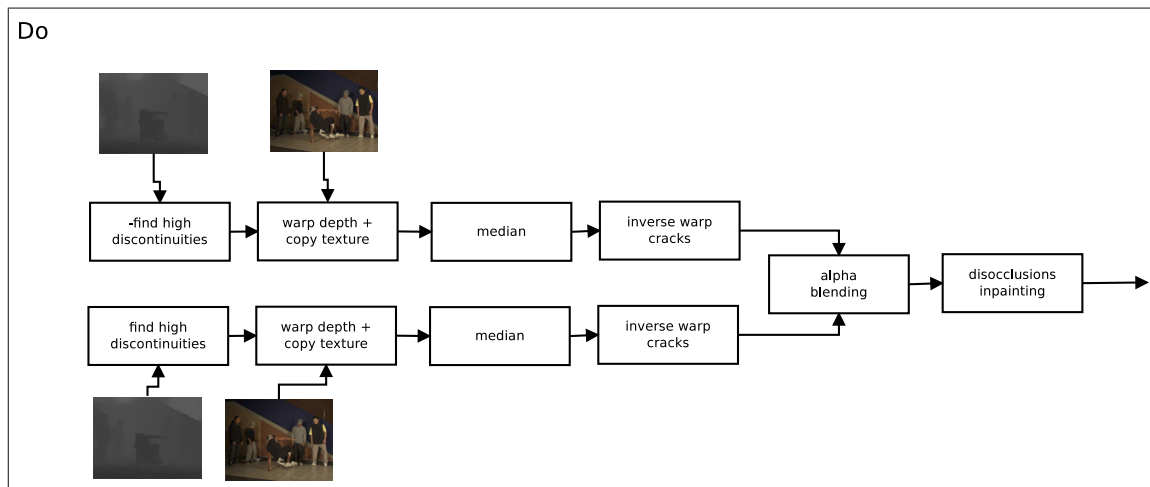 Do
-find high
discontinuities
warp depth +
copy texture
median
inverse warp
cracks
alpha
blending
disocclusions
inpainting
find high
discontinuities
warp depth +
copy texture
median
inverse warp
cracks